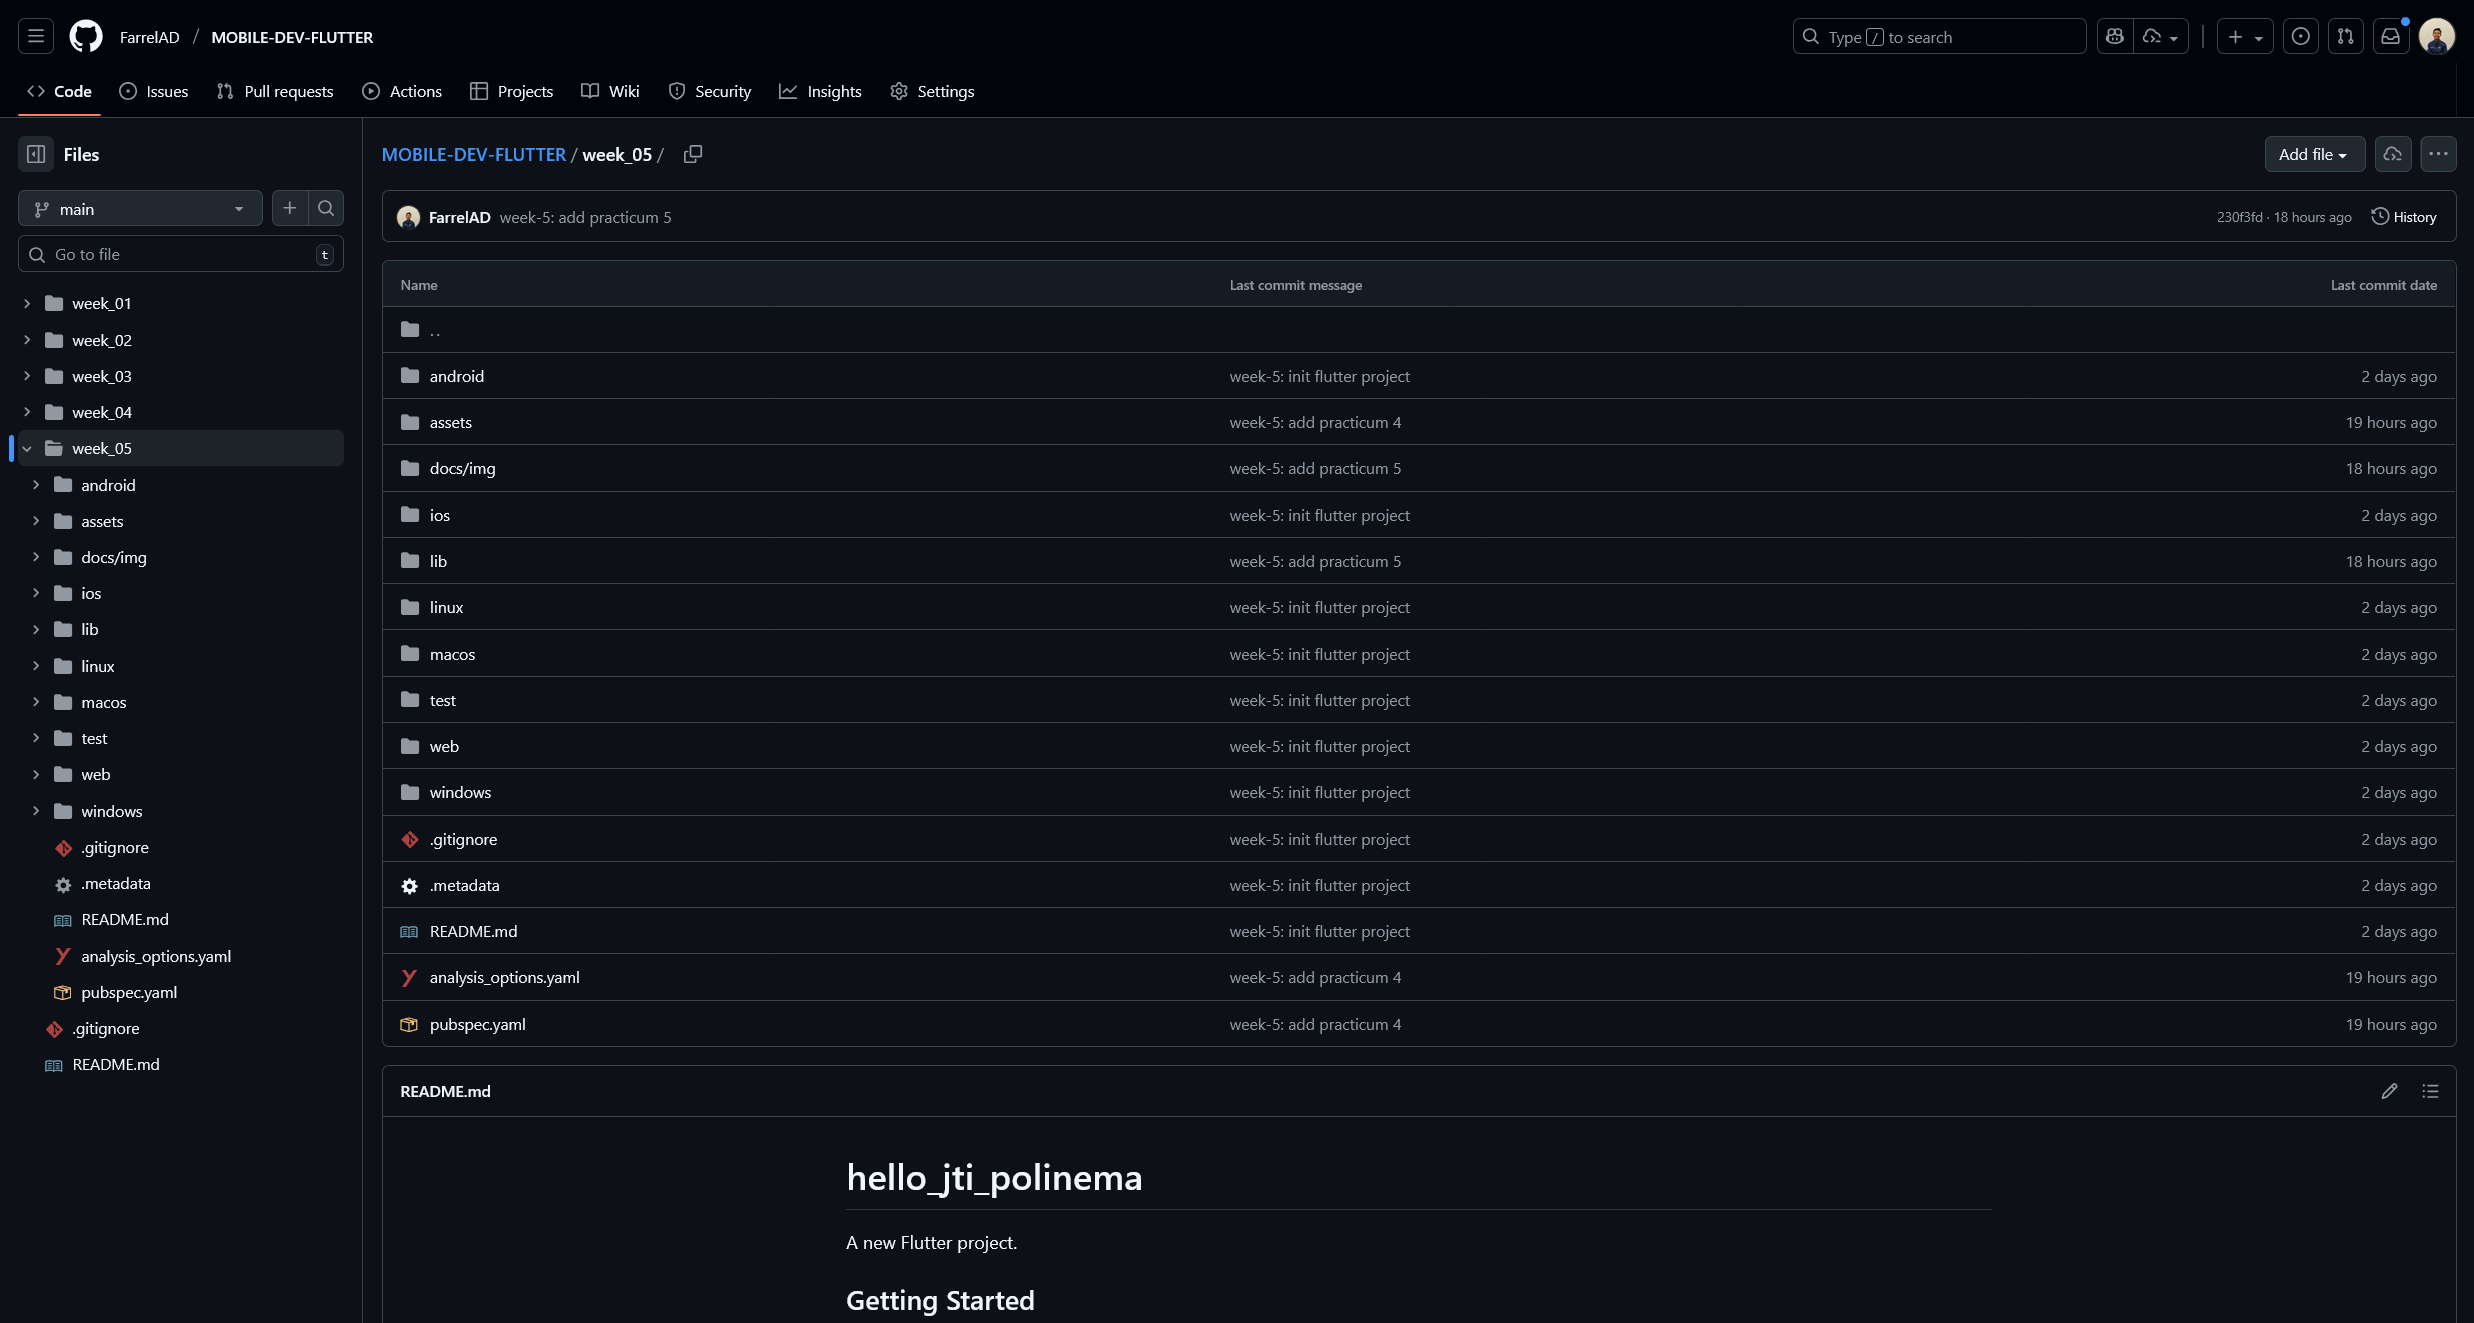 FarrelAD / MOBILE-DEV-FLUTTER
Type / to search
Code Issues Pull requests Actions Projects Wiki Security Insights Settings
Files
main
Go to file t
week_01
week_02
week_03
week_04
week_05
android
assets
docs/img
ios
lib
linux
macos
test
web
windows
.gitignore
.metadata
README.md
analysis_options.yaml
pubspec.yaml
.gitignore
README.md
MOBILE-DEV-FLUTTER / week_05 /
Add file
FarrelAD week-5: add practicum 5 230f3fd · 18 hours ago History
Name Last commit message Last commit date
..
android week-5: init flutter project 2 days ago
assets week-5: add practicum 4 19 hours ago
docs/img week-5: add practicum 5 18 hours ago
ios week-5: init flutter project 2 days ago
lib week-5: add practicum 5 18 hours ago
linux week-5: init flutter project 2 days ago
macos week-5: init flutter project 2 days ago
test week-5: init flutter project 2 days ago
web week-5: init flutter project 2 days ago
windows week-5: init flutter project 2 days ago
.gitignore week-5: init flutter project 2 days ago
.metadata week-5: init flutter project 2 days ago
README.md week-5: init flutter project 2 days ago
analysis_options.yaml week-5: add practicum 4 19 hours ago
pubspec.yaml week-5: add practicum 4 19 hours ago
README.md
hello_jti_polinema
A new Flutter project.
Getting Started